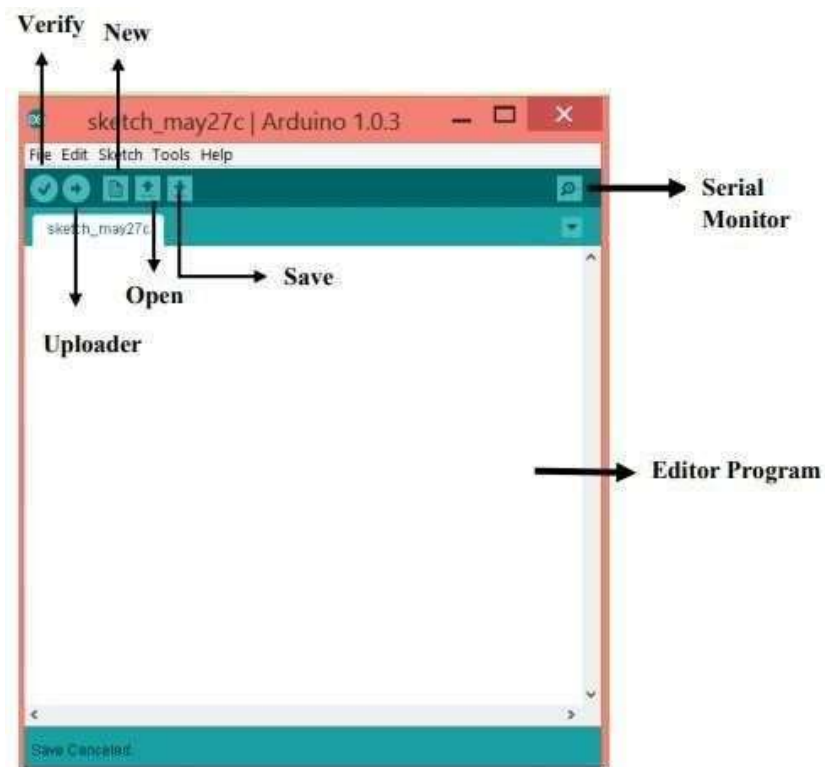 Verify New
sketch_may27c | Arduino 1.0.3
File Edit Sketch Tools Help
Serial
Monitor
sketch_may27c
Save
Open
Uploader
Editor Program
Save Canceled.